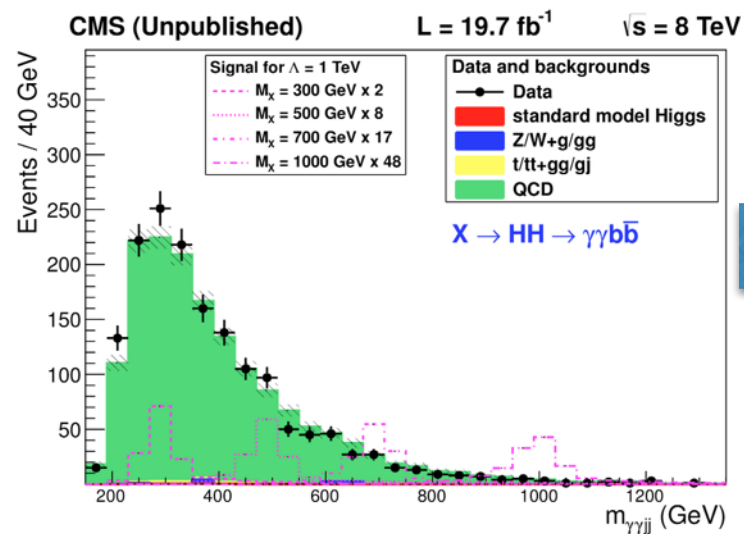 CMS (Unpublished) L = 19.7 fb⁻¹ √s = 8 TeV
Events / 40 GeV
350
300
250
200
150
100
50
Signal for Λ = 1 TeV
M_X = 300 GeV x 2
M_X = 500 GeV x 8
M_X = 700 GeV x 17
M_X = 1000 GeV x 48
Data and backgrounds
Data
standard model Higgs
Z/W+g/gg
t/tt+gg/gj
QCD
X → HH → γγbb̅
200 400 600 800 1000 1200
m_γγjj (GeV)